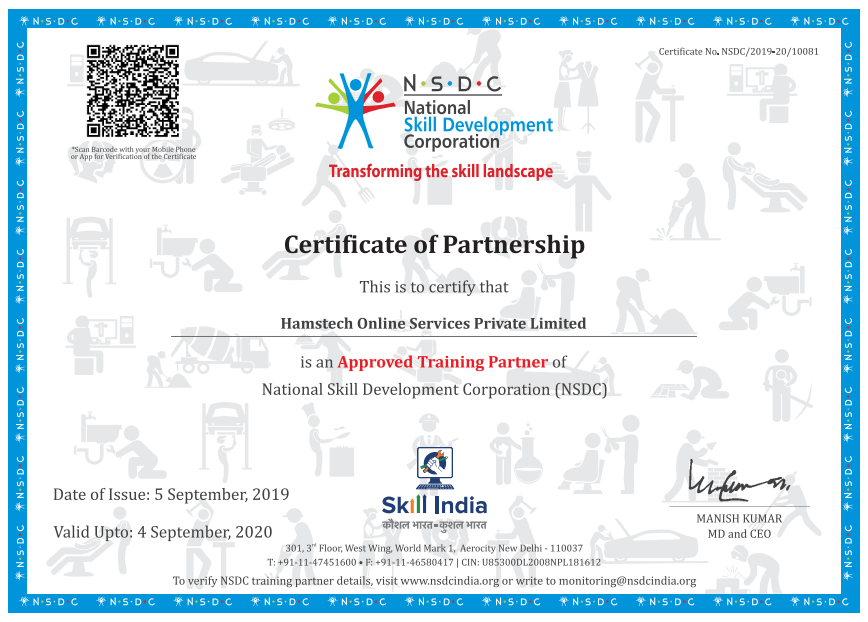 Certificate No. NSDC/2019-20/10081
*Scan Barcode with your Mobile Phone
or App for Verification of the Certificate
N·S·D·C
National
Skill Development
Corporation
Transforming the skill landscape
Certificate of Partnership
This is to certify that
Hamstech Online Services Private Limited
is an Approved Training Partner of
National Skill Development Corporation (NSDC)
Date of Issue: 5 September, 2019
Valid Upto: 4 September, 2020
Skill India
कौशल भारत-कुशल भारत
MANISH KUMAR
MD and CEO
301, 3rd Floor, West Wing, World Mark 1, Aerocity New Delhi - 110037
T: +91-11-47451600 • F: +91-11-46580417 | CIN: U85300DL2008NPL181612
To verify NSDC training partner details, visit www.nsdcindia.org or write to monitoring@nsdcindia.org